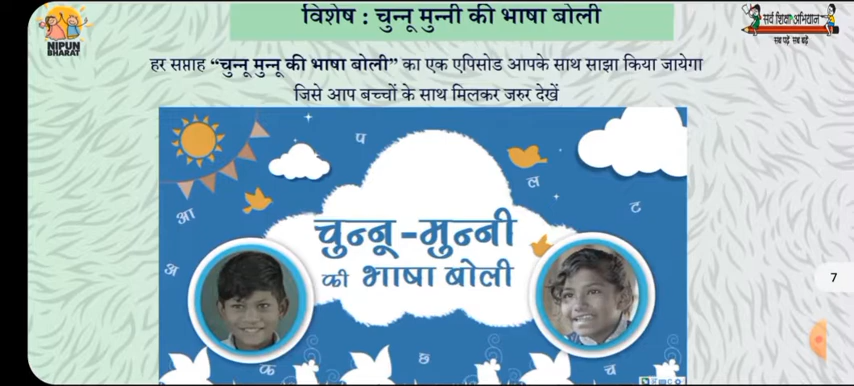 विशेष : चुन्नू मुन्नी की भाषा बोली
NIPUN
BHARAT
सर्व शिक्षा अभियान
सब पढ़ें सब बढ़ें
हर सप्ताह “चुन्नू मुन्नू की भाषा बोली” का एक एपिसोड आपके साथ साझा किया जायेगा
जिसे आप बच्चों के साथ मिलकर जरुर देखें
प
ल
आ
ट
चुन्नू-मुन्नी
अ
की भाषा बोली
7
छ
क
च